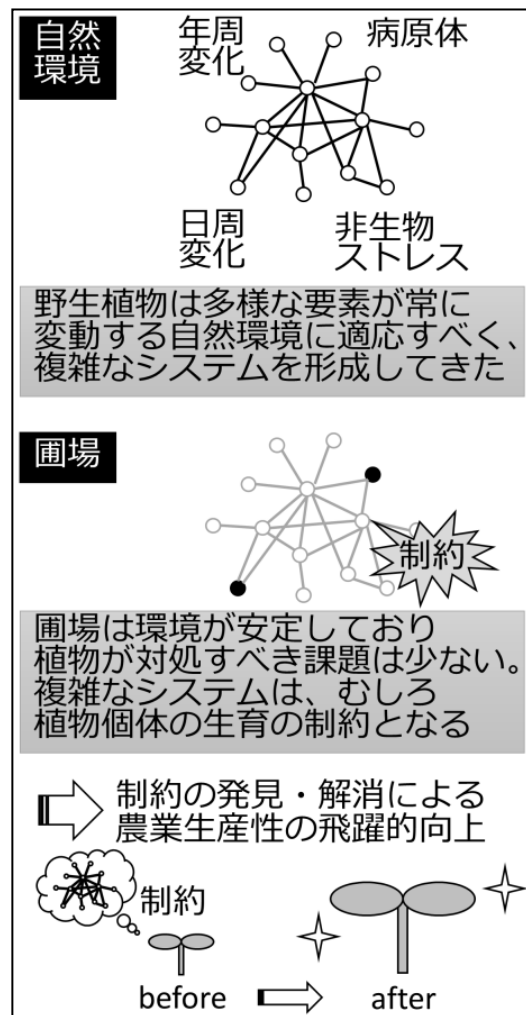 自然
環境
年周
変化
病原体
日周
変化
非生物
ストレス
野生植物は多様な要素が常に
変動する自然環境に適応すべく、
複雑なシステムを形成してきた
圃場
制約
圃場は環境が安定しており
植物が対処すべき課題は少ない。
複雑なシステムは、むしろ
植物個体の生育の制約となる
制約の発見・解消による
農業生産性の飛躍的向上
制約
before
after